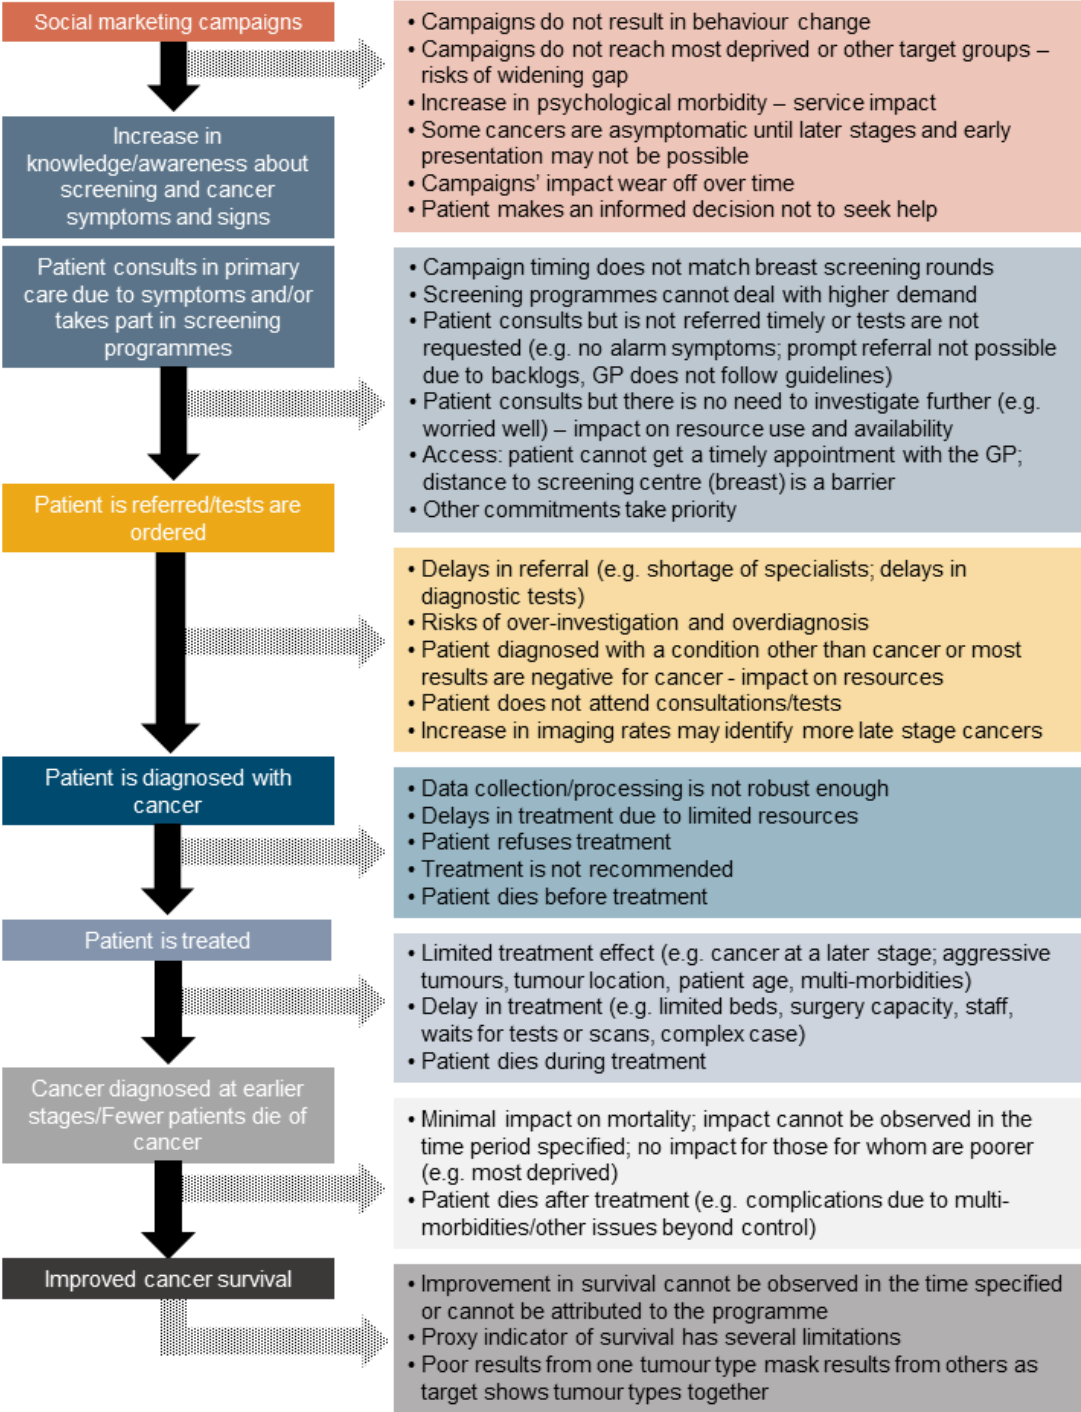 Social marketing campaigns
• Campaigns do not result in behaviour change
• Campaigns do not reach most deprived or other target groups –
risks of widening gap
• Increase in psychological morbidity – service impact
• Some cancers are asymptomatic until later stages and early
presentation may not be possible
• Campaigns' impact wear off over time
• Patient makes an informed decision not to seek help
Increase in
knowledge/awareness about
screening and cancer
symptoms and signs
Patient consults in primary
care due to symptoms and/or
takes part in screening
programmes
• Campaign timing does not match breast screening rounds
• Screening programmes cannot deal with higher demand
• Patient consults but is not referred timely or tests are not
requested (e.g. no alarm symptoms; prompt referral not possible
due to backlogs, GP does not follow guidelines)
• Patient consults but there is no need to investigate further (e.g.
worried well) – impact on resource use and availability
• Access: patient cannot get a timely appointment with the GP;
distance to screening centre (breast) is a barrier
• Other commitments take priority
Patient is referred/tests are
ordered
• Delays in referral (e.g. shortage of specialists; delays in
diagnostic tests)
• Risks of over-investigation and overdiagnosis
• Patient diagnosed with a condition other than cancer or most
results are negative for cancer - impact on resources
• Patient does not attend consultations/tests
• Increase in imaging rates may identify more late stage cancers
Patient is diagnosed with
cancer
• Data collection/processing is not robust enough
• Delays in treatment due to limited resources
• Patient refuses treatment
• Treatment is not recommended
• Patient dies before treatment
Patient is treated
• Limited treatment effect (e.g. cancer at a later stage; aggressive
tumours, tumour location, patient age, multi-morbidities)
• Delay in treatment (e.g. limited beds, surgery capacity, staff,
waits for tests or scans, complex case)
• Patient dies during treatment
Cancer diagnosed at earlier
stages/Fewer patients die of
cancer
• Minimal impact on mortality; impact cannot be observed in the
time period specified; no impact for those for whom are poorer
(e.g. most deprived)
• Patient dies after treatment (e.g. complications due to multi-
morbidities/other issues beyond control)
Improved cancer survival
• Improvement in survival cannot be observed in the time specified
or cannot be attributed to the programme
• Proxy indicator of survival has several limitations
• Poor results from one tumour type mask results from others as
target shows tumour types together